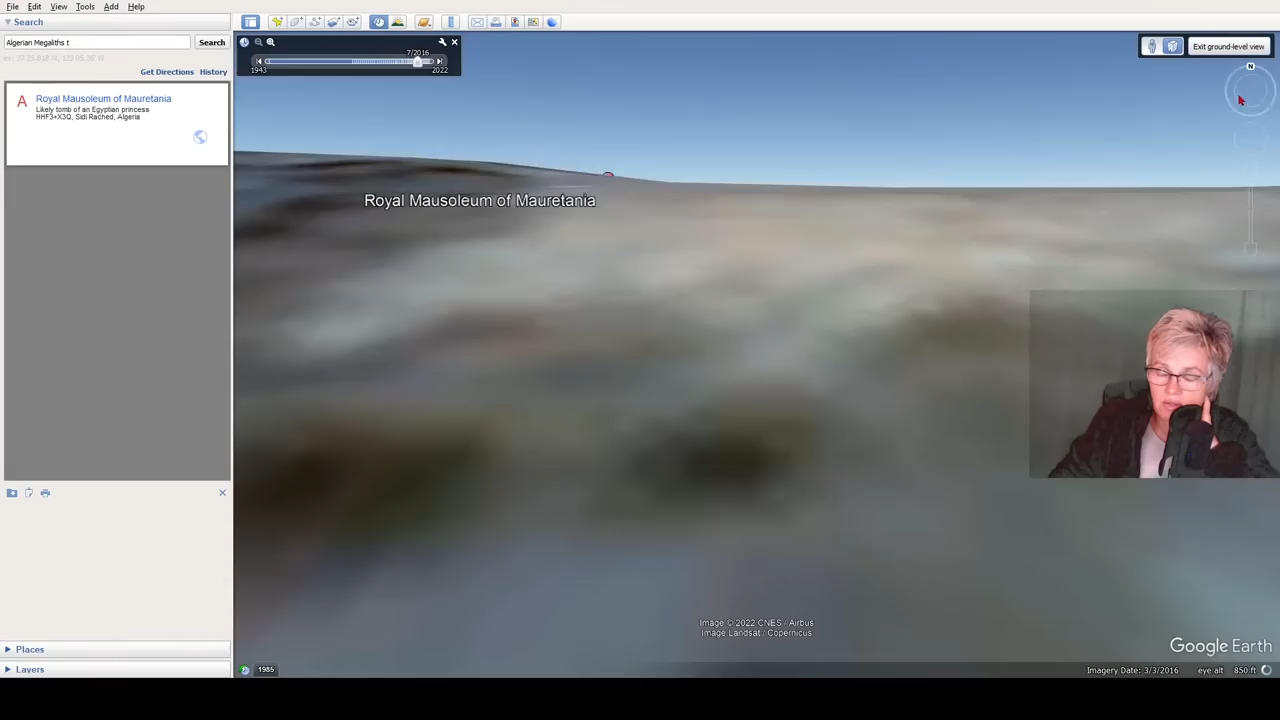 File Edit View Tools Add Help
Search
Algerian Megaliths t
Search
Get Directions History
A
Royal Mausoleum of Mauretania
Likely tomb of an Egyptian princess
HHF3+X3Q, Sidi Rached, Algeria
Places
Layers
7/2016
1943
2022
Exit ground-level view
N
Royal Mausoleum of Mauretania
Image © 2022 CNES / Airbus
Image Landsat / Copernicus
Google Earth
1985
Imagery Date: 3/3/2016 eye alt 850 ft